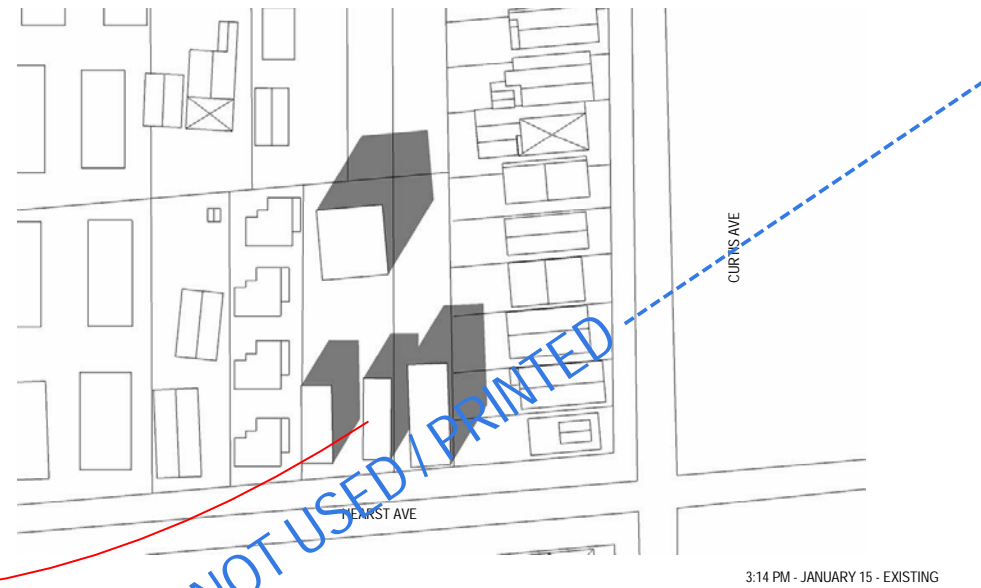 CURTIS AVE
NOT USED / PRINTED
HEARST AVE
3:14 PM - JANUARY 15 - EXISTING